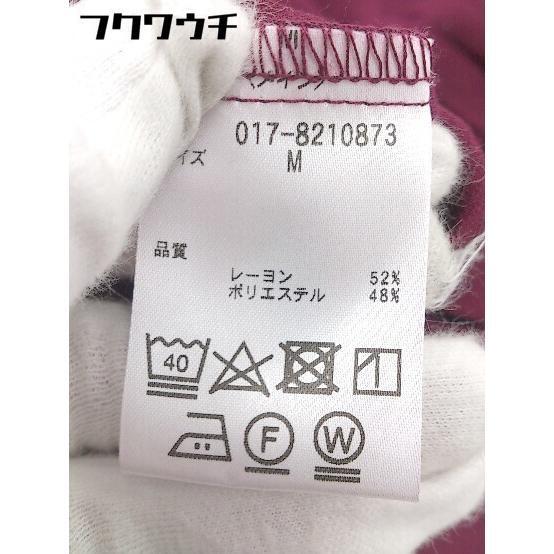 フクワウチ
017-8210873
イズ M
品質
レーヨン 52%
ポリエステル 48%
40
F W